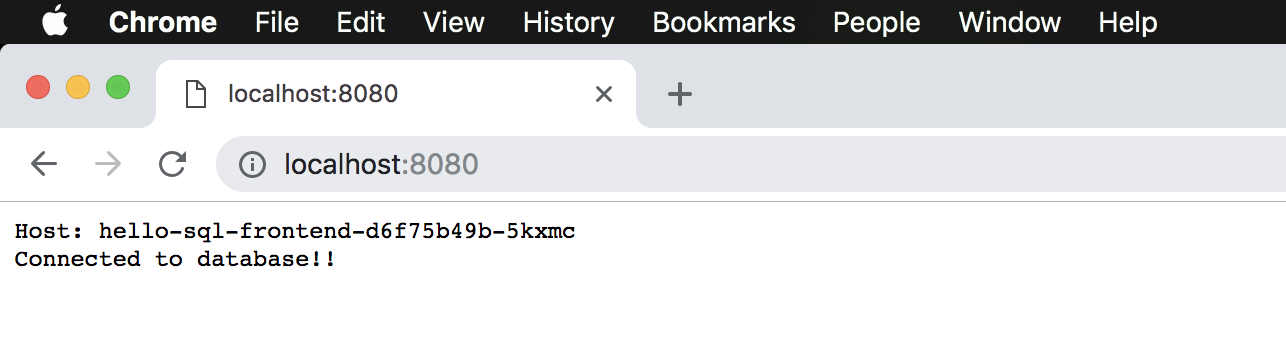 Chrome File Edit View History Bookmarks People Window Help
localhost:8080
localhost:8080
Host: hello-sql-frontend-d6f75b49b-5kxmc
Connected to database!!